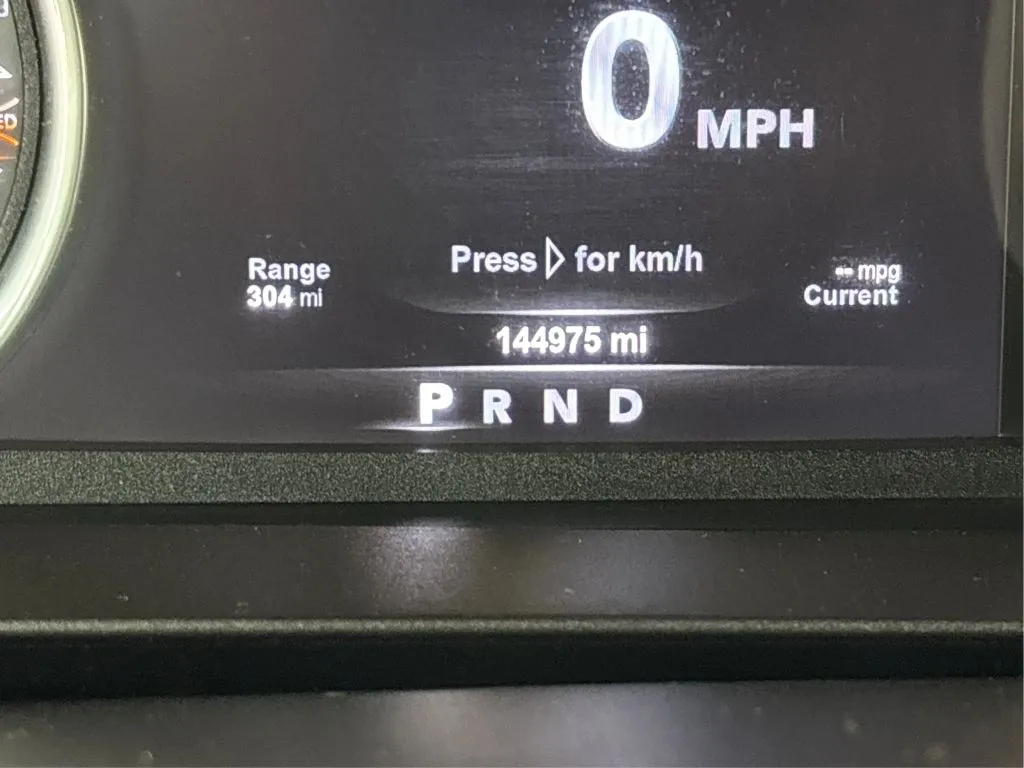 0 MPH
Press ▷ for km/h
Range
304 mi
-- mpg
Current
144975 mi
P R N D